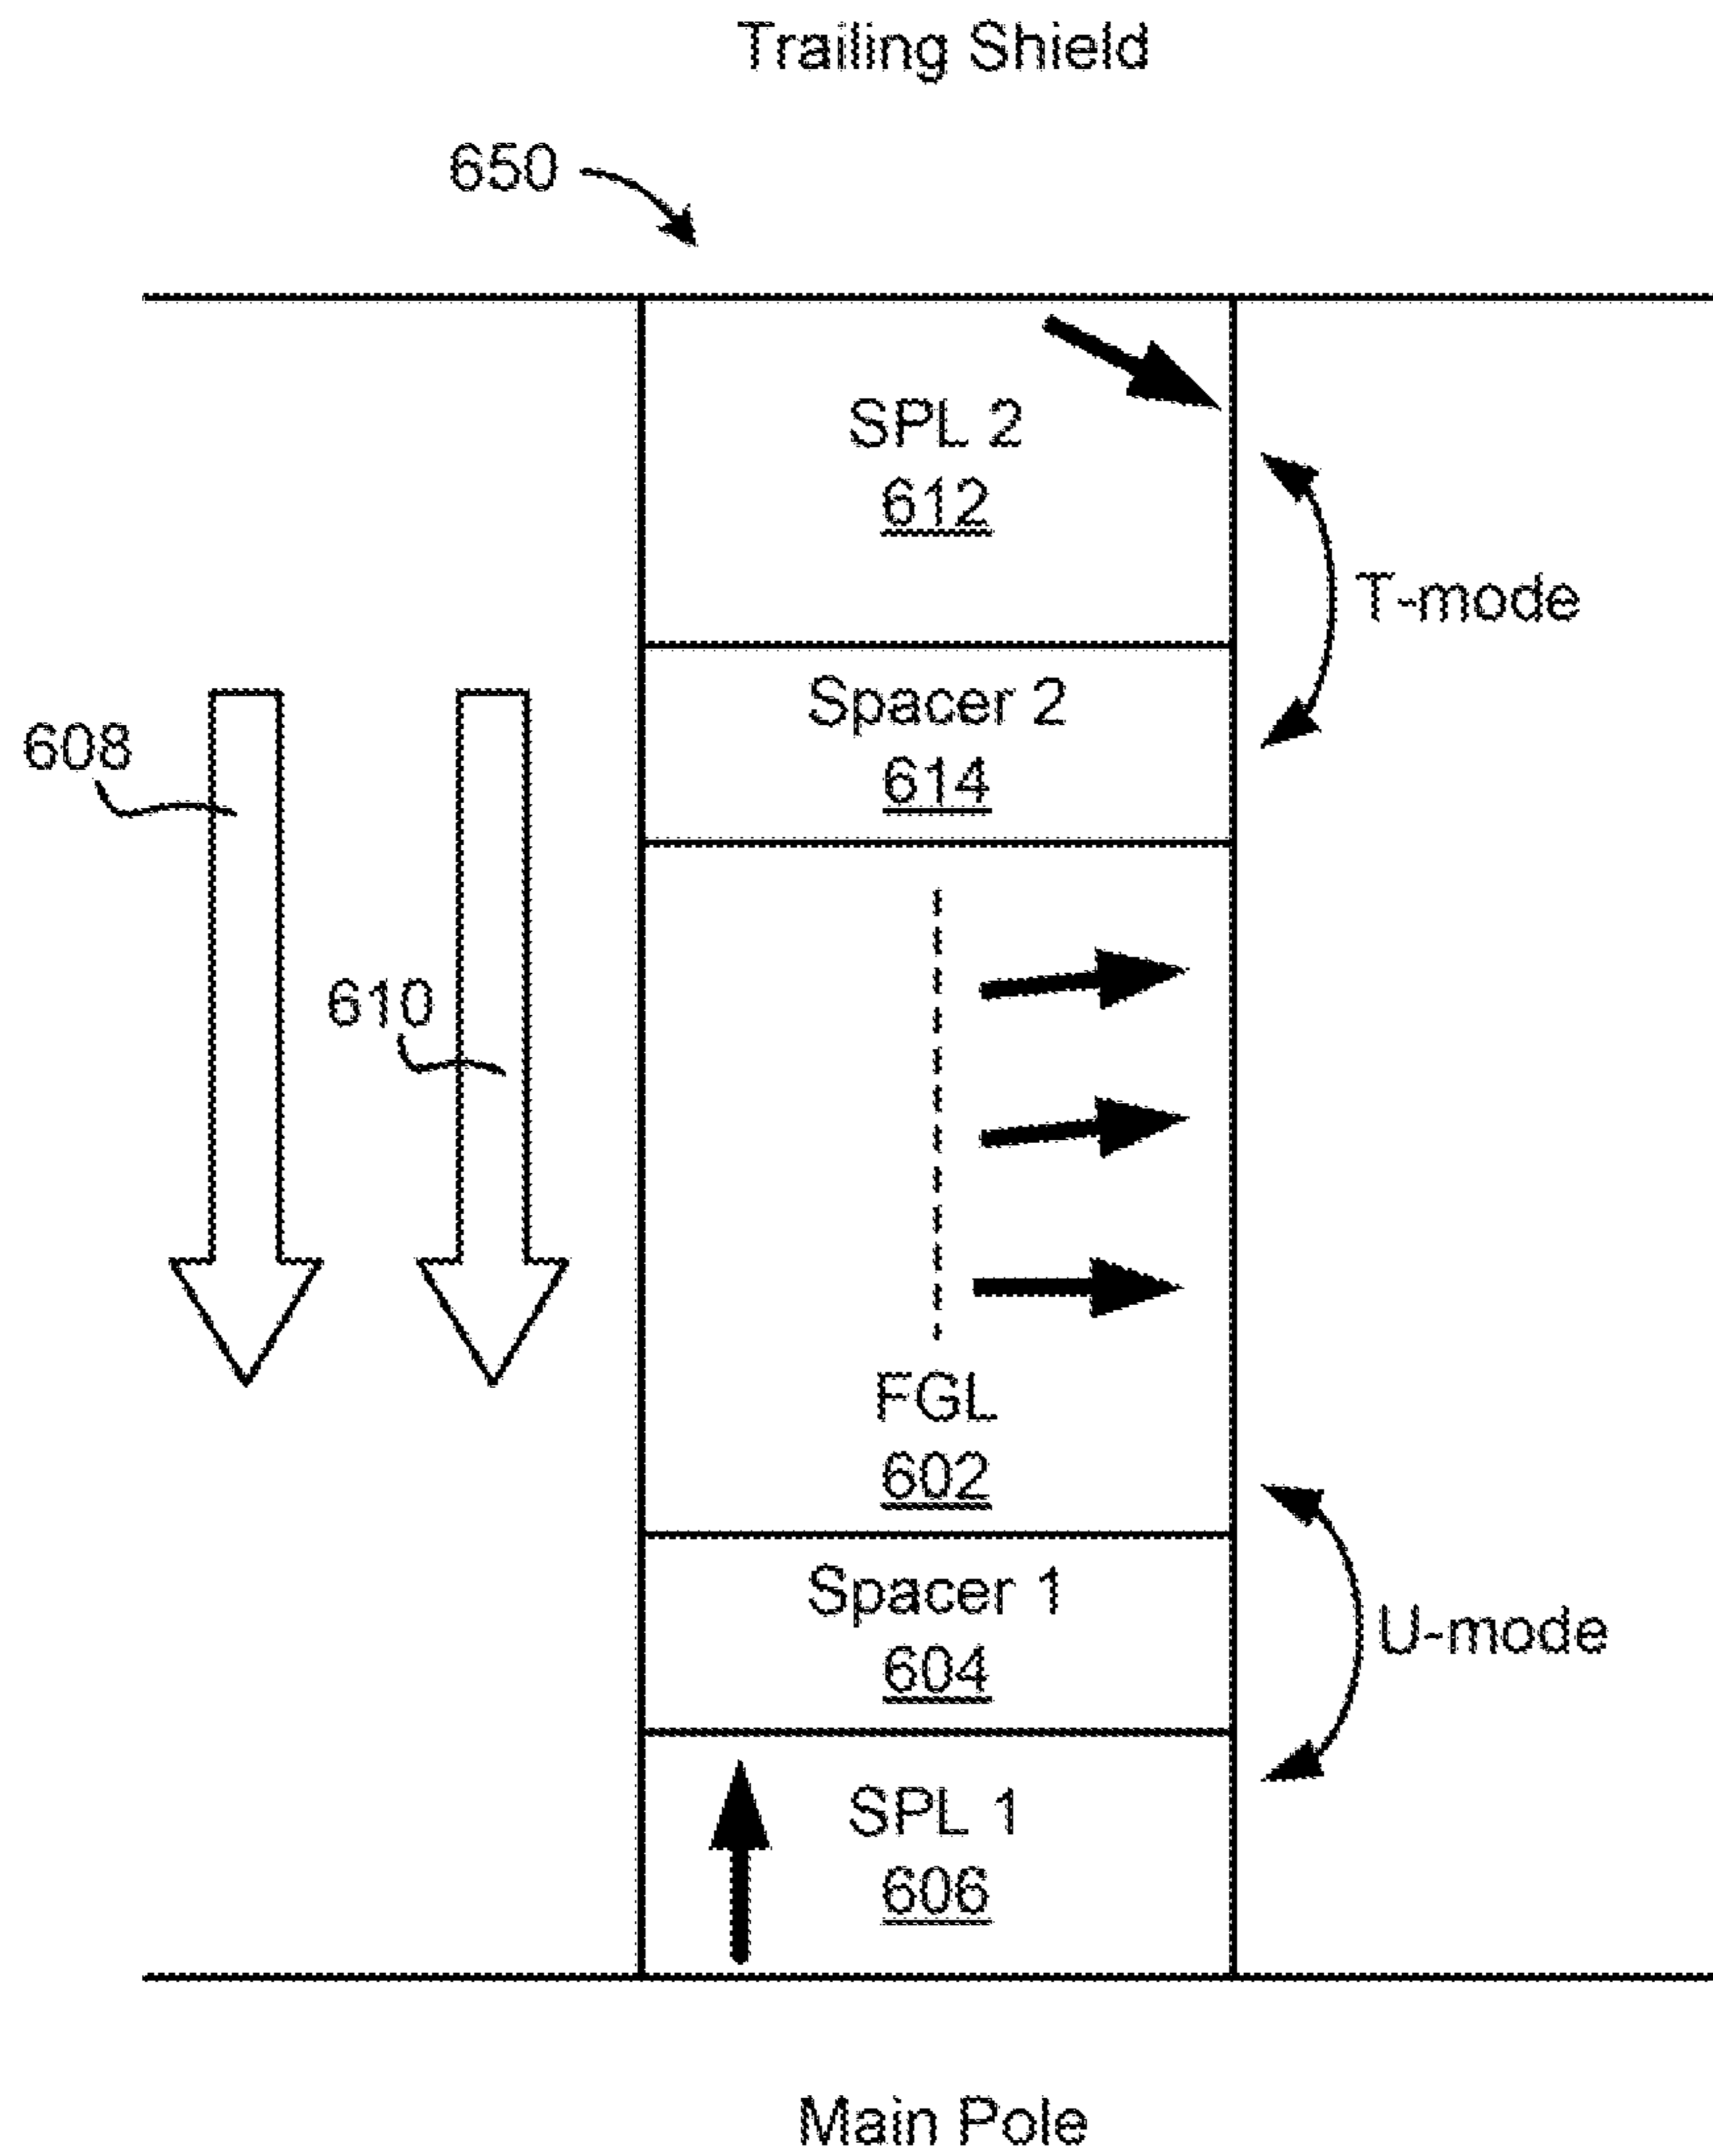 Trailing Shield
650
SPL 2
612
T-mode
Spacer 2
614
608
610
FGL
602
Spacer 1
604
U-mode
SPL 1
606
Main Pole